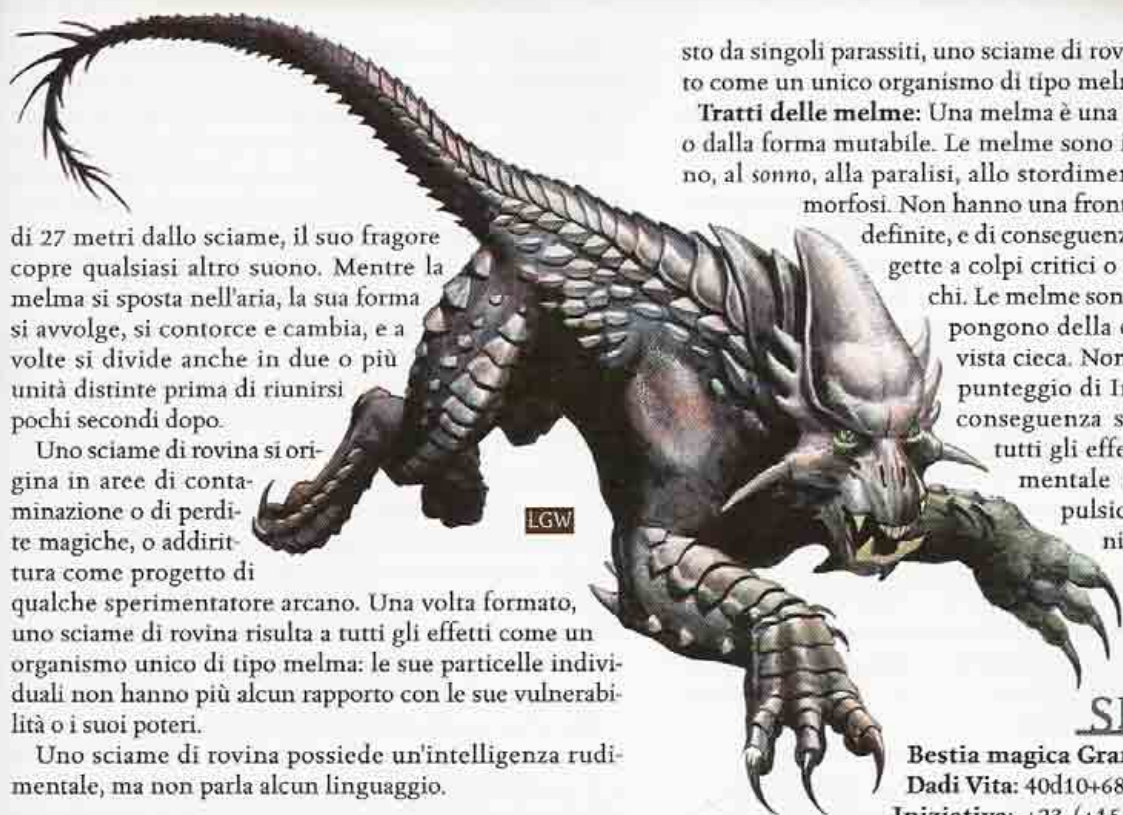 di 27 metri dallo sciame, il suo fragore
copre qualsiasi altro suono. Mentre la
melma si sposta nell'aria, la sua forma
si avvolge, si contorce e cambia, e a
volte si divide anche in due o più
unità distinte prima di riunirsi
pochi secondi dopo.
Uno sciame di rovina si ori-
gina in aree di conta-
minazione o di perdi-
te magiche, o addirit-
tura come progetto di
qualche sperimentatore arcano. Una volta formato,
uno sciame di rovina risulta a tutti gli effetti come un
organismo unico di tipo melma: le sue particelle indivi-
duali non hanno più alcun rapporto con le sue vulnerabi-
lità o i suoi poteri.
Uno sciame di rovina possiede un'intelligenza rudi-
mentale, ma non parla alcun linguaggio.
LGW
sto da singoli parassiti, uno sciame di rov
to come un unico organismo di tipo melm
Tratti delle melme: Una melma è una
o dalla forma mutabile. Le melme sono i
no, al sonno, alla paralisi, allo stordimen
morfosi. Non hanno una fron
definite, e di conseguenz
gette a colpi critici o
chi. Le melme son
pongono della
vista cieca. Non
punteggio di In
conseguenza s
tutti gli effe
mentale
pulsio
ni
Bestia magica Gran
Dadi Vita: 40d10+68
Iniziativa: +23 (+15